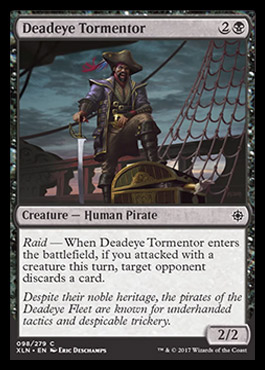 Deadeye Tormentor 2
Creature — Human Pirate
Raid — When Deadeye Tormentor enters
the battlefield, if you attacked with a
creature this turn, target opponent
discards a card.
Despite their noble heritage, the pirates of the
Deadeye Fleet are known for underhanded
tactics and despicable trickery.
2/2
098/279 C
XLN • EN Eric Deschamps
™ & © 2017 Wizards of the Coast